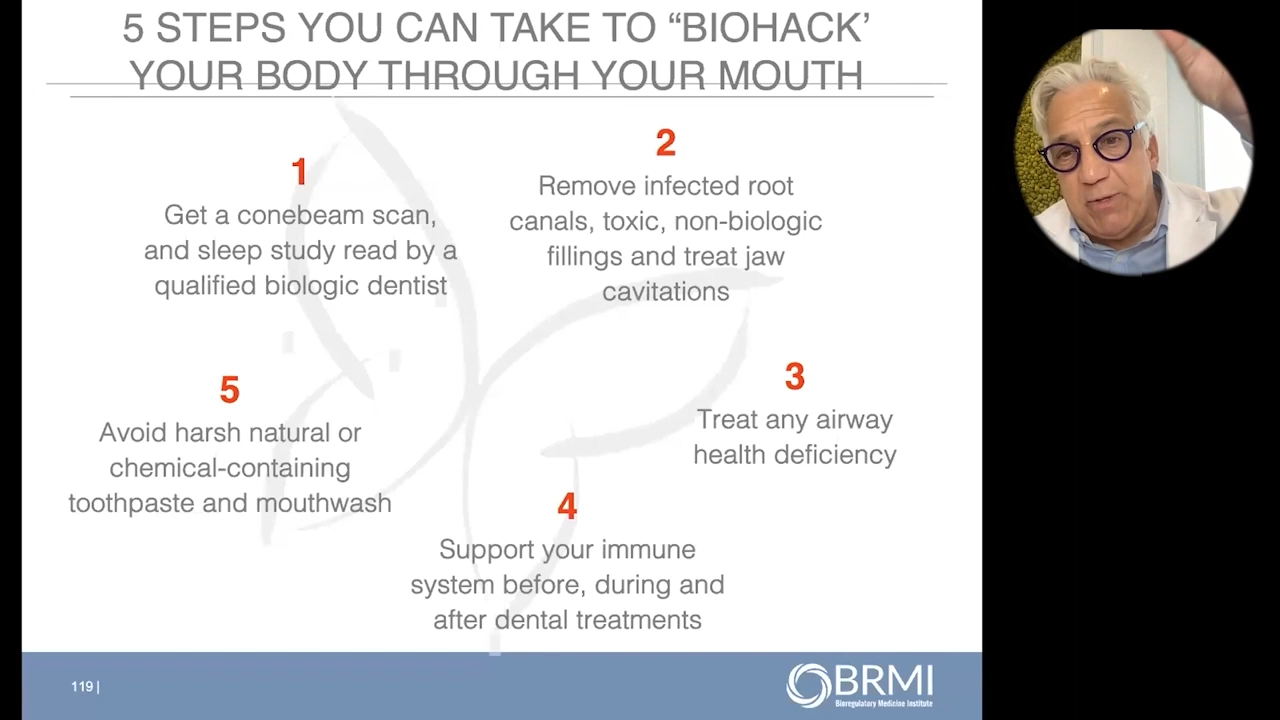 5 STEPS YOU CAN TAKE TO “BIOHACK’
YOUR BODY THROUGH YOUR MOUTH
1
Get a conebeam scan,
and sleep study read by a
qualified biologic dentist
2
Remove infected root
canals, toxic, non-biologic
fillings and treat jaw
cavitations
3
Treat any airway
health deficiency
4
Support your immune
system before, during and
after dental treatments
5
Avoid harsh natural or
chemical-containing
toothpaste and mouthwash
119 |
BRMI
Bioregulatory Medicine Institute